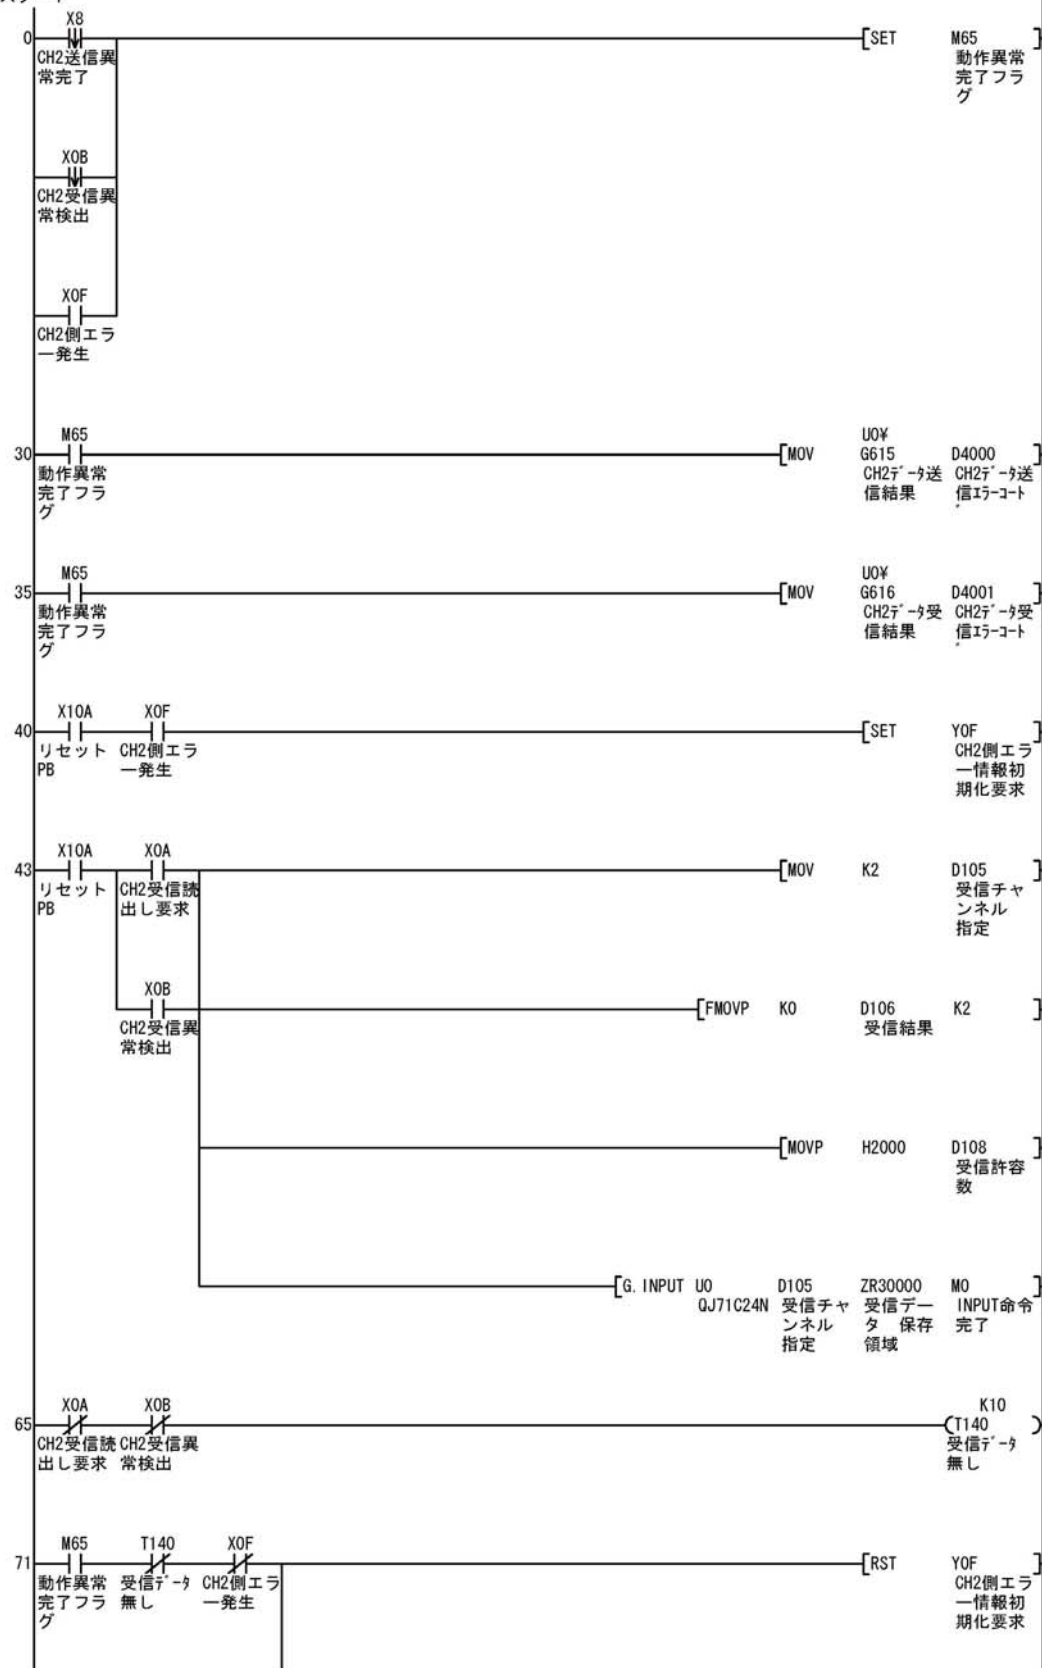 X8
0 [SET M65 ]
CH2送信異 動作異常
常完了 完了フラ
グ
X0B
CH2受信異
常検出
X0F
CH2側エラ
ー発生
M65 U0¥
30 [MOV G615 D4000 ]
動作異常 CH2ﾃﾞｰﾀ送 CH2ﾃﾞｰﾀ送
完了フラ 信結果 信ｴﾗｰｺｰﾄ
グ ﾞ
M65 U0¥
35 [MOV G616 D4001 ]
動作異常 CH2ﾃﾞｰﾀ受 CH2ﾃﾞｰﾀ受
完了フラ 信結果 信ｴﾗｰｺｰﾄ
グ ﾞ
X10A X0F
40 [SET Y0F ]
リセット CH2側エラ CH2側エラ
PB ー発生 ー情報初
期化要求
X10A X0A
43 [MOV K2 D105 ]
リセット CH2受信読 受信チャ
PB 出し要求 ンネル
指定
X0B
[FMOVP K0 D106 K2 ]
CH2受信異 受信結果
常検出
[MOVP H2000 D108 ]
受信許容
数
[G.INPUT U0 D105 ZR30000 M0 ]
QJ71C24N 受信チャ 受信デー INPUT命令
ンネル タ 保存 完了
指定 領域
X0A X0B K10
65 (T140 )
CH2受信読 CH2受信異 受信ﾃﾞｰﾀ
出し要求 常検出 無し
M65 T140 X0F
71 [RST Y0F ]
動作異常 受信ﾃﾞｰﾀ CH2側エラ CH2側エラ
完了フラ 無し ー発生 ー情報初
グ 期化要求